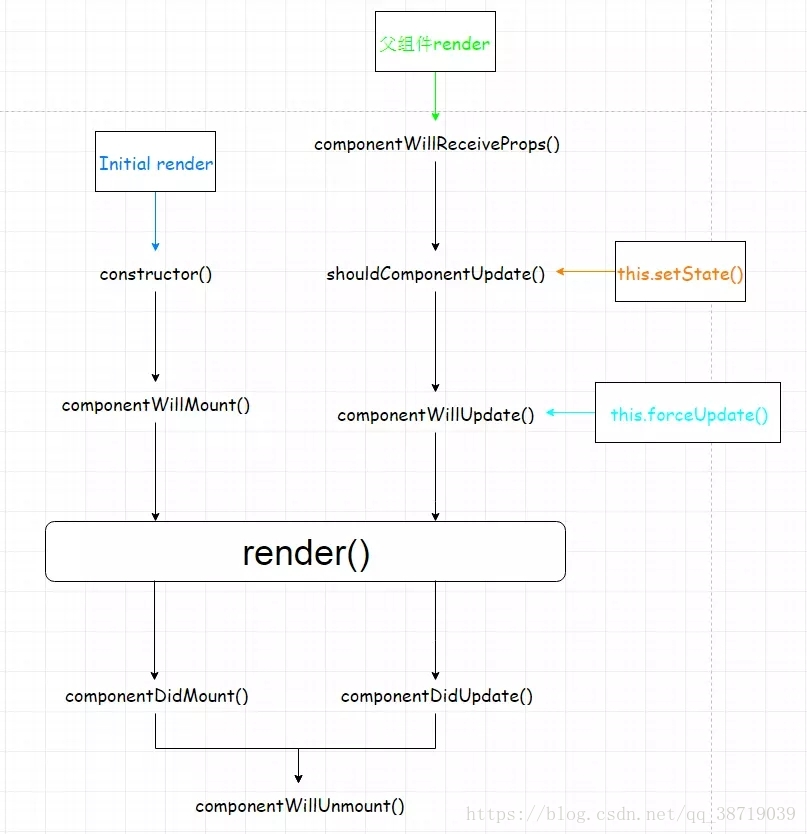 父组件render
componentWillReceiveProps()
Initial render
constructor()
shouldComponentUpdate()
this.setState()
componentWillMount()
componentWillUpdate()
this.forceUpdate()
render()
componentDidMount()
componentDidUpdate()
componentWillUnmount()
https://blog.csdn.net/qq_38719039